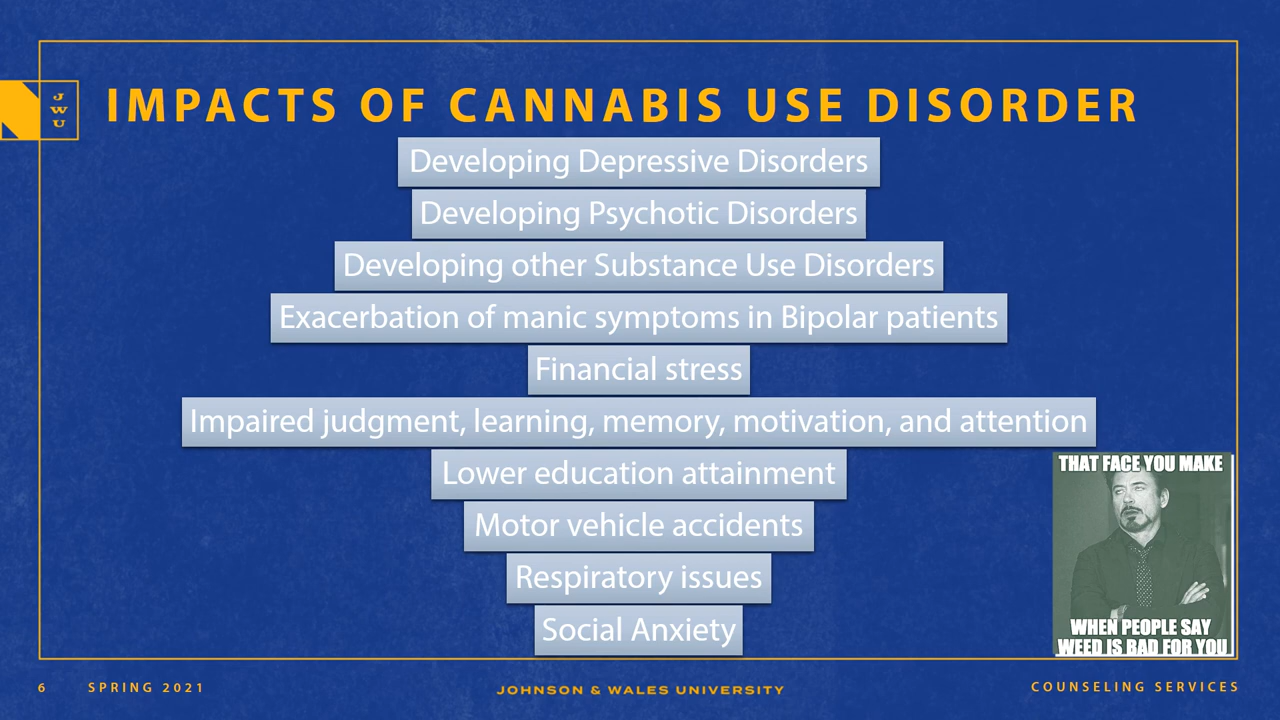 JWU
IMPACTS OF CANNABIS USE DISORDER
Developing Depressive Disorders
Developing Psychotic Disorders
Developing other Substance Use Disorders
Exacerbation of manic symptoms in Bipolar patients
Financial stress
Impaired judgment, learning, memory, motivation, and attention
Lower education attainment
Motor vehicle accidents
Respiratory issues
Social Anxiety
THAT FACE YOU MAKE
WHEN PEOPLE SAY
WEED IS BAD FOR YOU
6 SPRING 2021 JOHNSON & WALES UNIVERSITY COUNSELING SERVICES